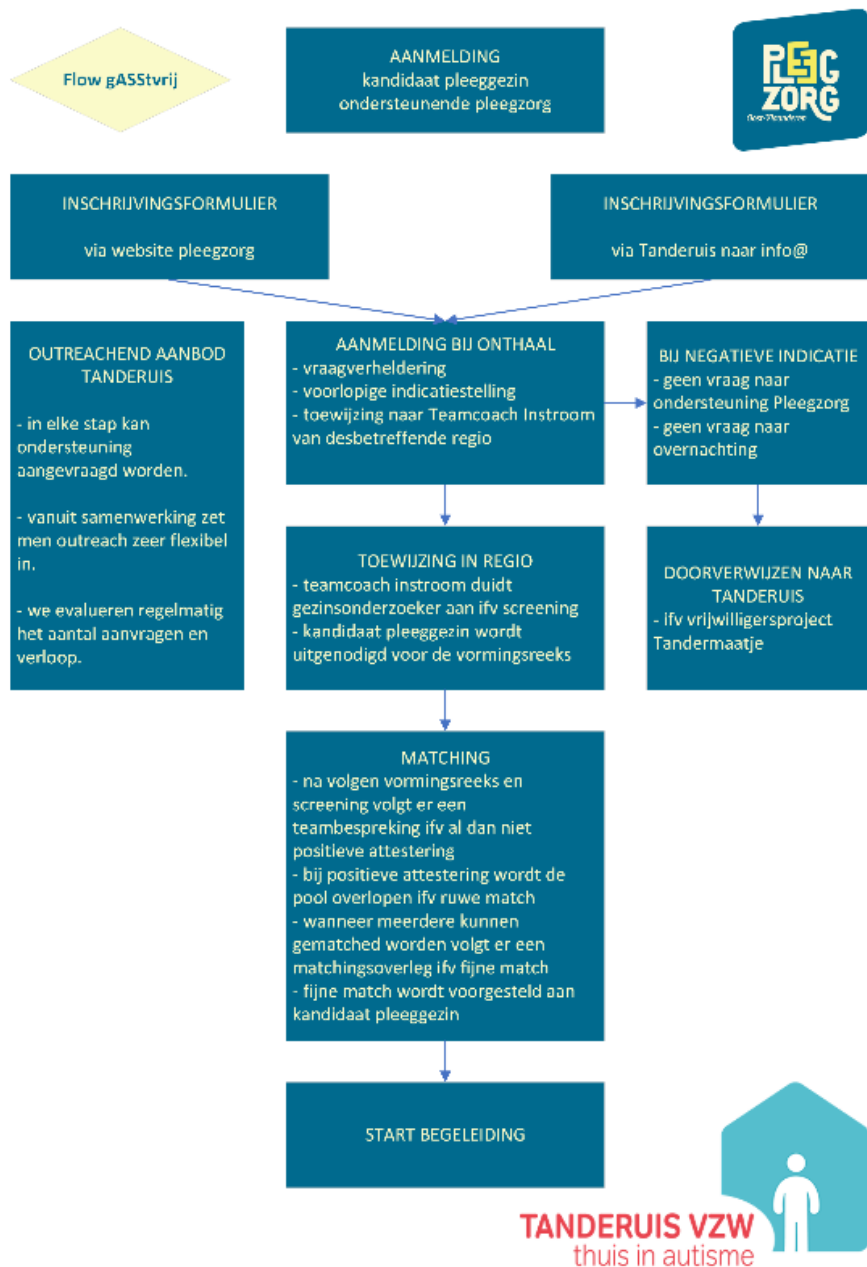 Flow gASStvrij
AANMELDING
kandidaat pleeggezin
ondersteunende pleegzorg
PLEEG
ZORG
Oost-Vlaanderen
INSCHRIJVINGSFORMULIER
via website pleegzorg
INSCHRIJVINGSFORMULIER
via Tanderuis naar info@
OUTREACHEND AANBOD
TANDERUIS
- in elke stap kan
ondersteuning
aangevraagd worden.
- vanuit samenwerking zet
men outreach zeer flexibel
in.
- we evalueren regelmatig
het aantal aanvragen en
verloop.
AANMELDING BIJ ONTHAAL
- vraagverheldering
- voorlopige indicatiestelling
- toewijzing naar Teamcoach Instroom
van desbetreffende regio
BIJ NEGATIEVE INDICATIE
- geen vraag naar
ondersteuning Pleegzorg
- geen vraag naar
overnachting
TOEWIJZING IN REGIO
- teamcoach instroom duidt
gezinsonderzoeker aan ifv screening
- kandidaat pleeggezin wordt
uitgenodigd voor de vormingsreeks
DOORVERWIJZEN NAAR
TANDERUIS
- ifv vrijwilligersproject
Tandermaatje
MATCHING
- na volgen vormingsreeks en
screening volgt er een
teambespreking ifv al dan niet
positieve attestering
- bij positieve attestering wordt de
pool overlopen ifv ruwe match
- wanneer meerdere kunnen
gematched worden volgt er een
matchingsoverleg ifv fijne match
- fijne match wordt voorgesteld aan
kandidaat pleeggezin
START BEGELEIDING
TANDERUIS VZW
thuis in autisme